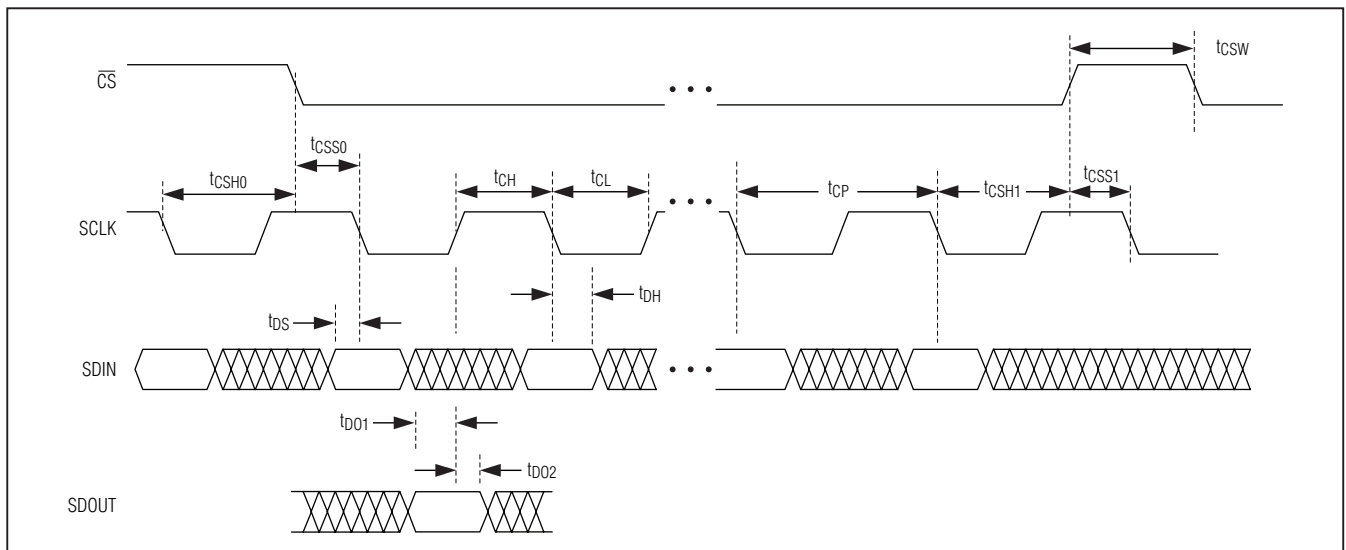 tCSW
CS
• • •
tCSS0
tCSH0
tCH
tCL
tCP
tCSH1
tCSS1
SCLK
• • •
tDH
tDS
SDIN
• • •
tDO1
tDO2
SDOUT